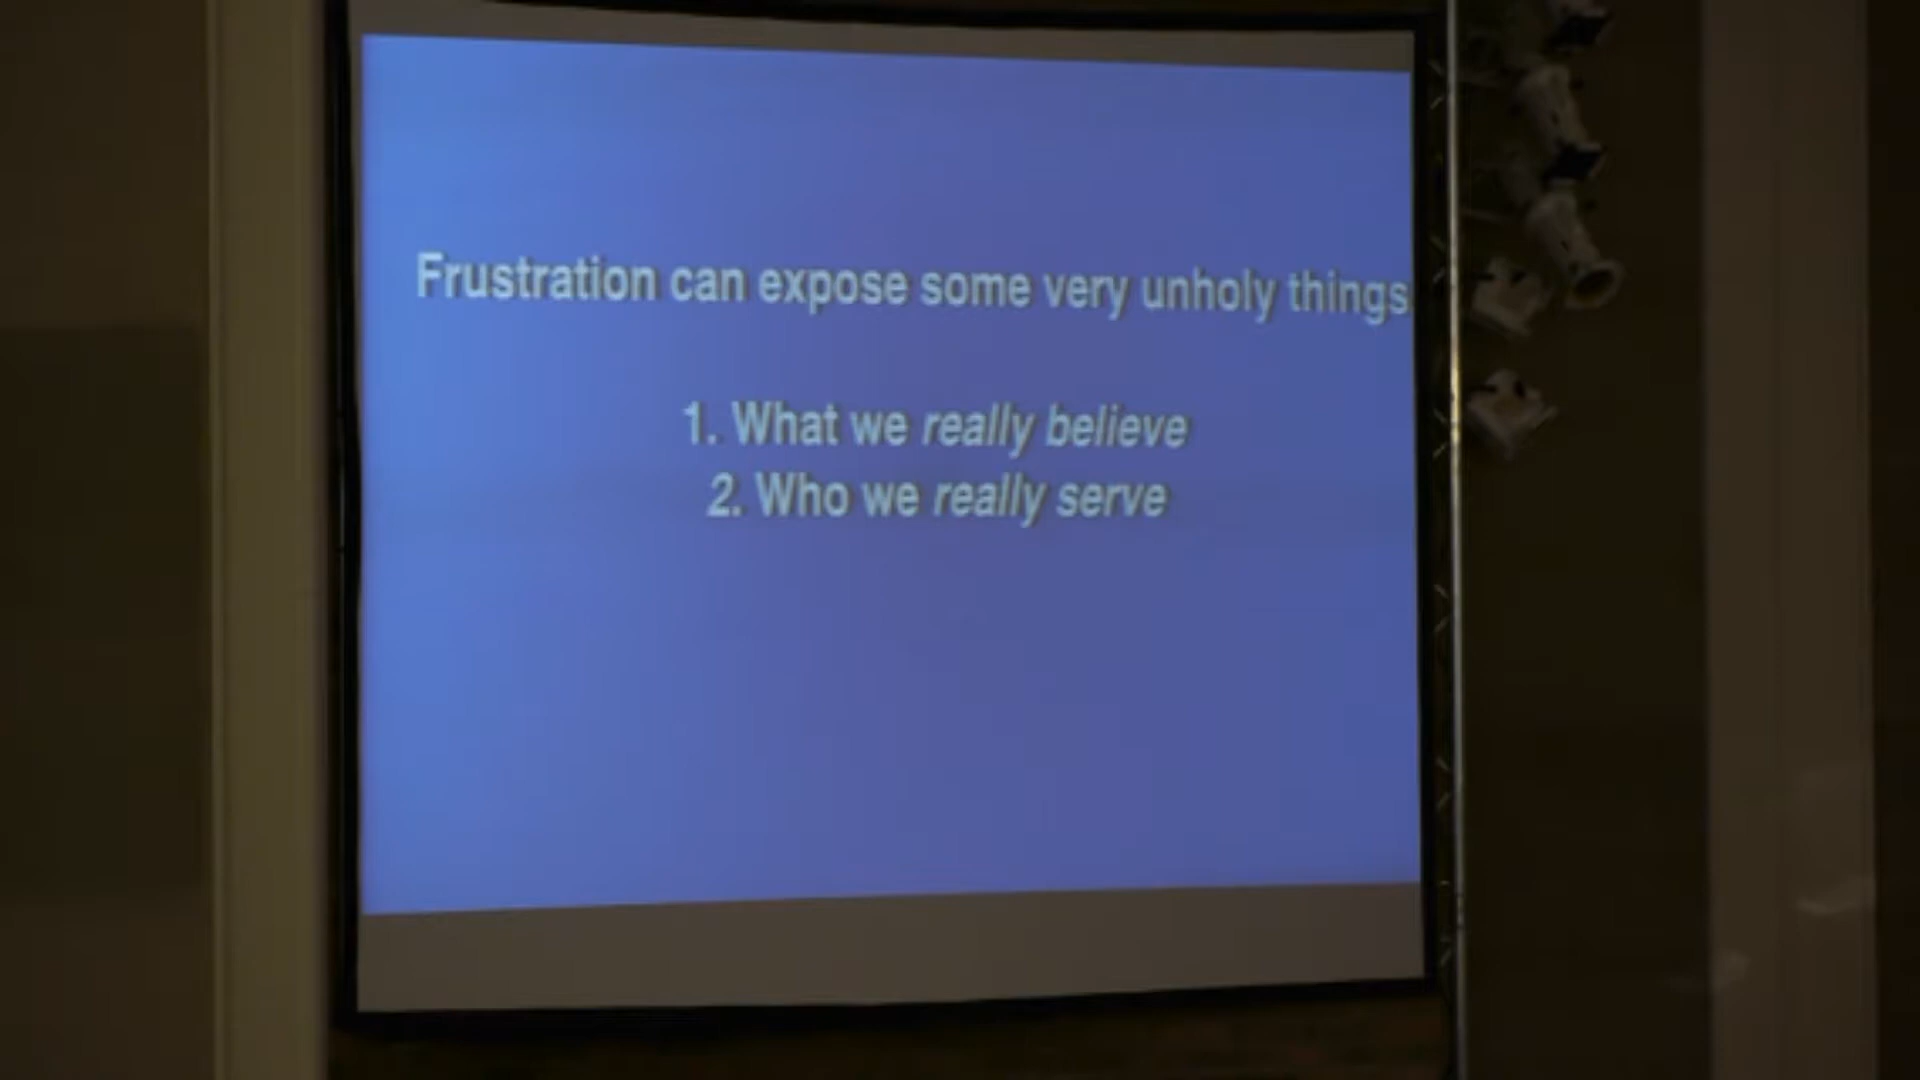 Frustration can expose some very unholy things
1. What we really believe
2. Who we really serve